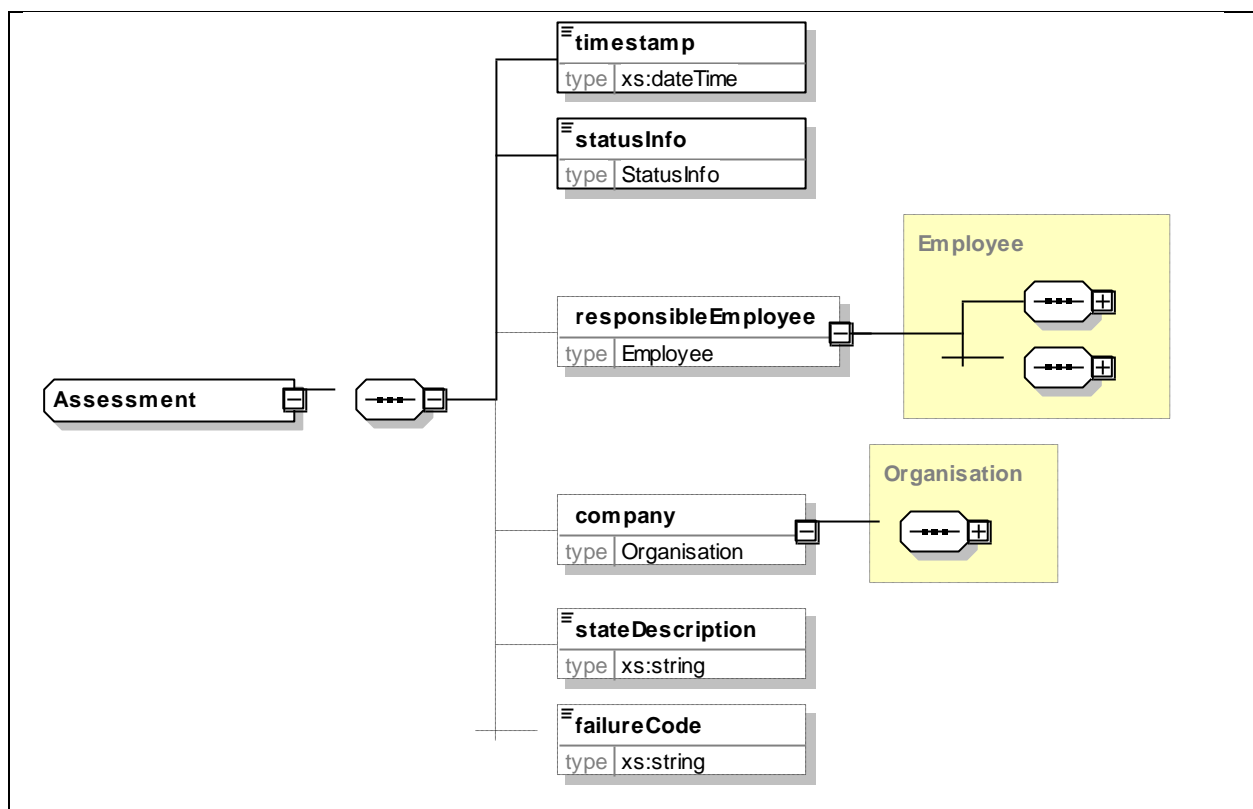 timestamp
type xs:dateTime
statusInfo
type StatusInfo
Employee
responsibleEmployee
type Employee
Assessment
Organisation
company
type Organisation
stateDescription
type xs:string
failureCode
type xs:string